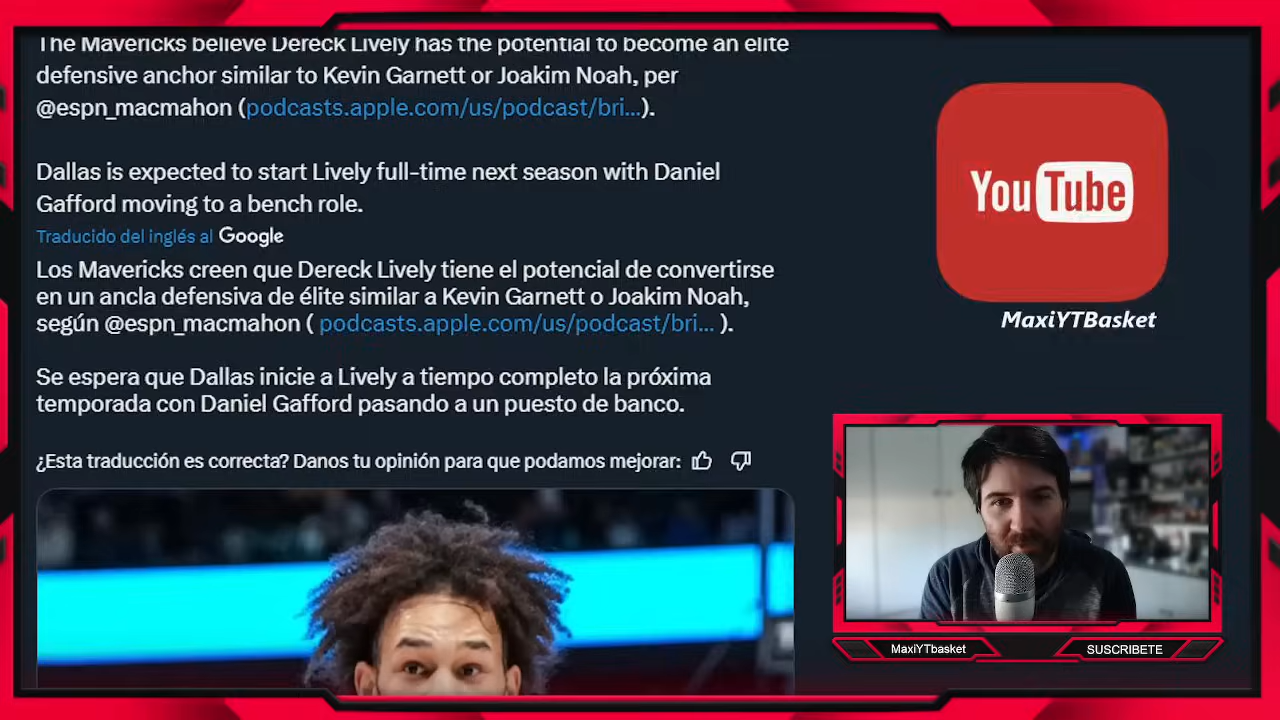 The Mavericks believe Dereck Lively has the potential to become an elite
defensive anchor similar to Kevin Garnett or Joakim Noah, per
@espn_macmahon (podcasts.apple.com/us/podcast/bri...).
Dallas is expected to start Lively full-time next season with Daniel
Gafford moving to a bench role.
Traducido del inglés al Google
Los Mavericks creen que Dereck Lively tiene el potencial de convertirse
en un ancla defensiva de élite similar a Kevin Garnett o Joakim Noah,
según @espn_macmahon ( podcasts.apple.com/us/podcast/bri... ).
Se espera que Dallas inicie a Lively a tiempo completo la próxima
temporada con Daniel Gafford pasando a un puesto de banco.
¿Esta traducción es correcta? Danos tu opinión para que podamos mejorar:
YouTube
MaxiYTBasket
MaxiYTbasket
SUSCRIBETE